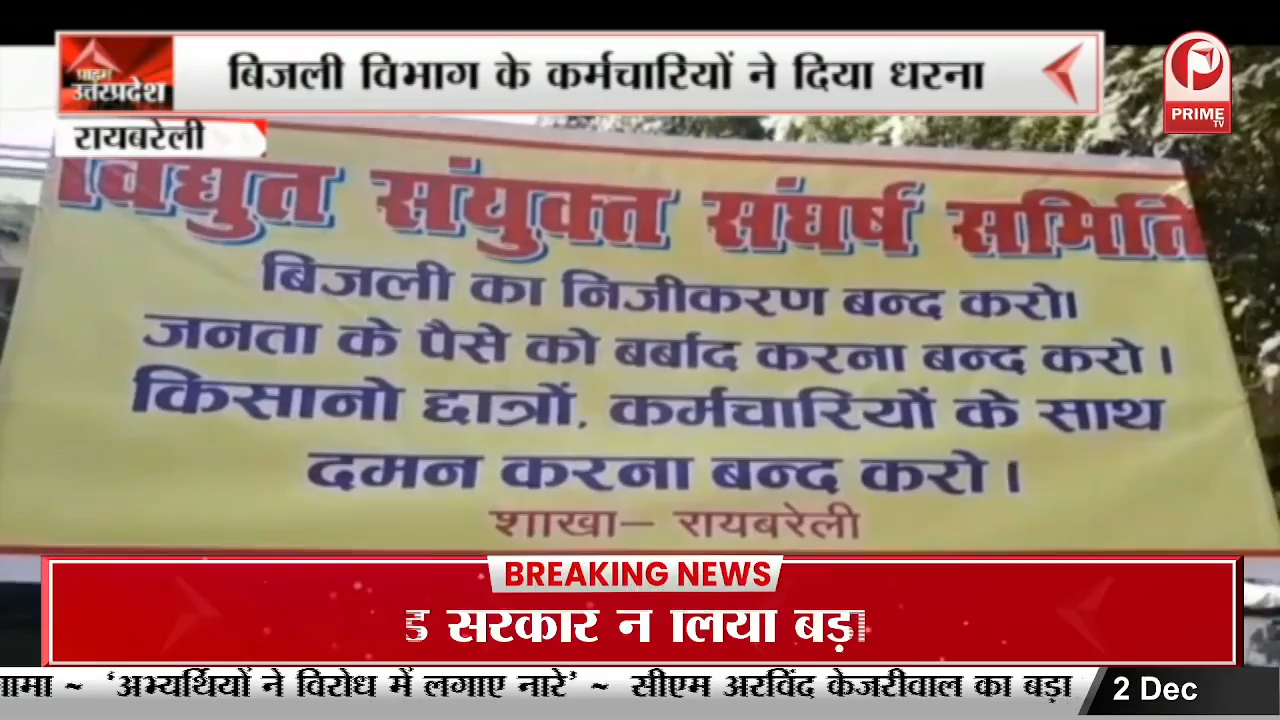 बिजली विभाग के कर्मचारियों ने दिया धरना
प्राइम
उत्तरप्रदेश
PRIME
TV
रायबरेली
विद्युत संयुक्त संघर्ष समिति
बिजली का निजीकरण बन्द करो।
जनता के पैसे को बर्बाद करना बन्द करो।
किसानो छात्रों, कर्मचारियों के साथ
दमन करना बन्द करो।
शाखा- रायबरेली
BREAKING NEWS
सरकार
~ 'अभ्यर्थियों ने विरोध में लगाए नारे' ~ सीएम अरविंद केजरीवाल का बड़ा
2 Dec